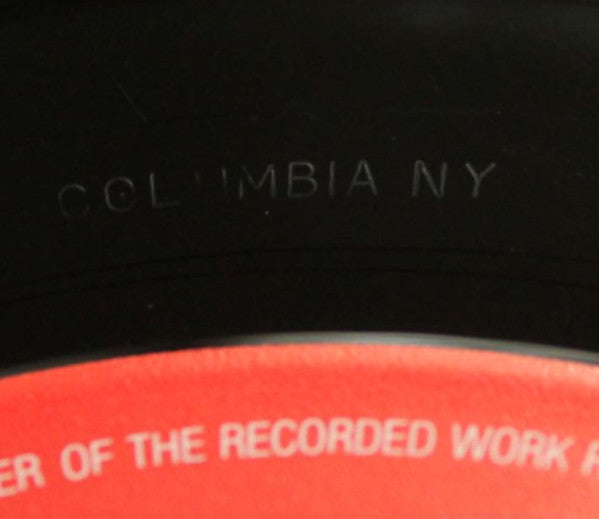 COLUMBIA NY
ER OF THE RECORDED WORK R